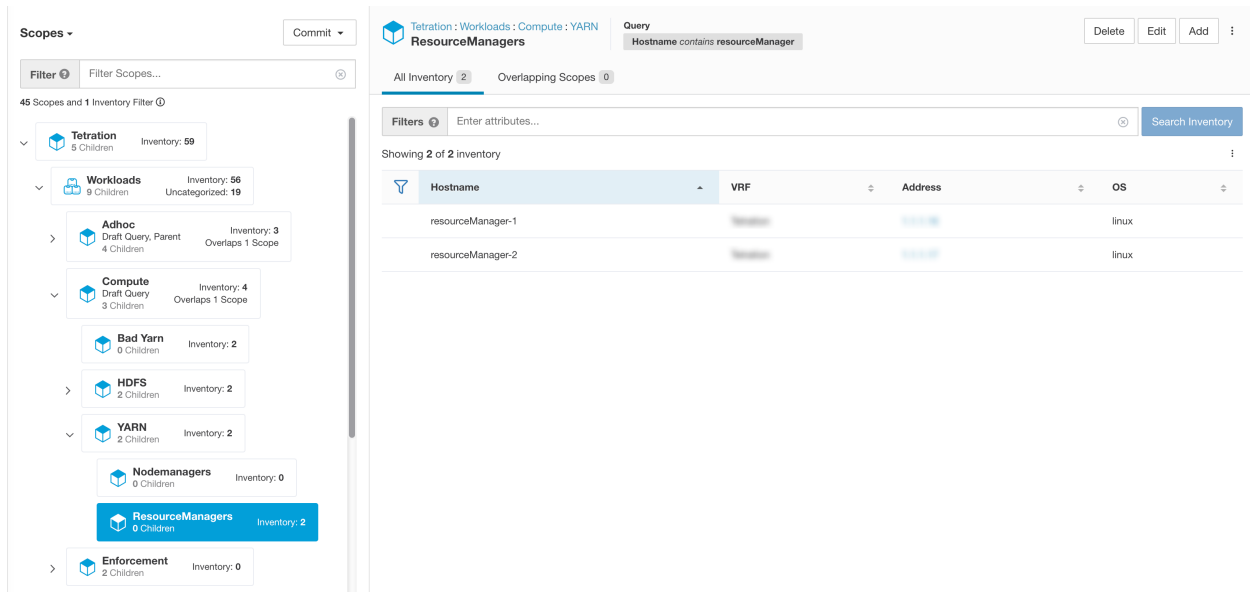 Scopes
Commit
Filter ?
Filter Scopes...
45 Scopes and 1 Inventory Filter
Tetration
5 Children
Inventory: 59
Workloads
9 Children
Inventory: 56
Uncategorized: 19
Adhoc
Draft Query, Parent
4 Children
Inventory: 3
Overlaps 1 Scope
Compute
Draft Query
3 Children
Inventory: 4
Overlaps 1 Scope
Bad Yarn
0 Children
Inventory: 2
HDFS
2 Children
Inventory: 2
YARN
2 Children
Inventory: 2
Nodemanagers
0 Children
Inventory: 0
ResourceManagers
0 Children
Inventory: 2
Enforcement
2 Children
Inventory: 0
Tetration : Workloads : Compute : YARN
ResourceManagers
Query
Hostname contains resourceManager
Delete
Edit
Add
All Inventory 2
Overlapping Scopes 0
Filters ?
Enter attributes...
Search Inventory
Showing 2 of 2 inventory
Hostname VRF Address OS
resourceManager-1 linux
resourceManager-2 linux